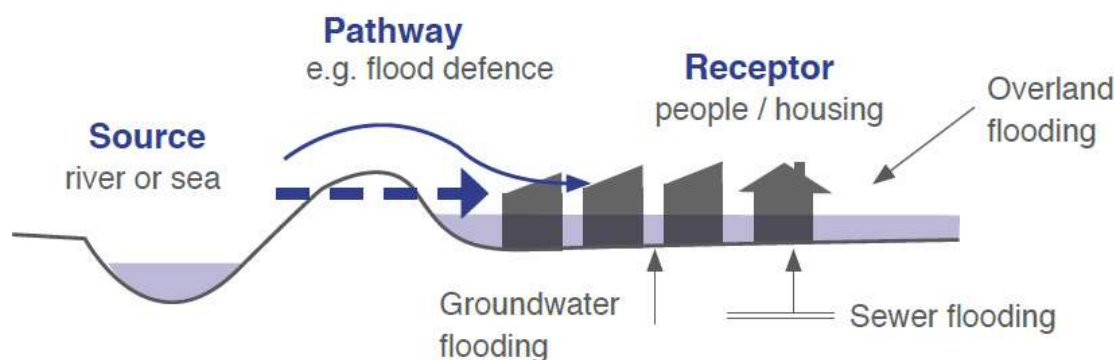 Pathway
e.g. flood defence
Receptor
people / housing
Overland
flooding
Source
river or sea
Groundwater
flooding
Sewer flooding